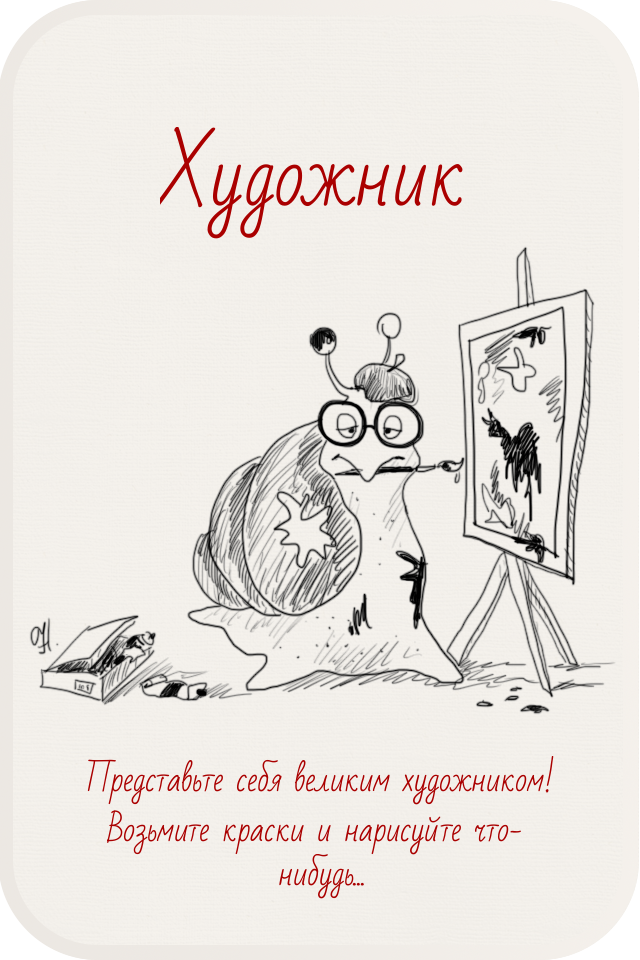 Художник
Представьте себя великим художником!
Возьмите краски и нарисуйте что-
нибудь...